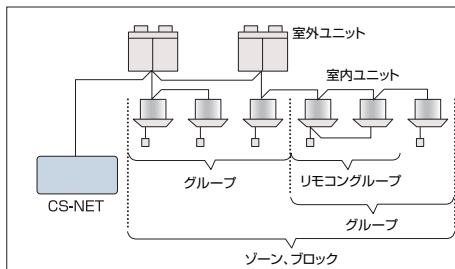 室外ユニット
室内ユニット
グループ
リモコングループ
CS-NET
グループ
ゾーン、ブロック